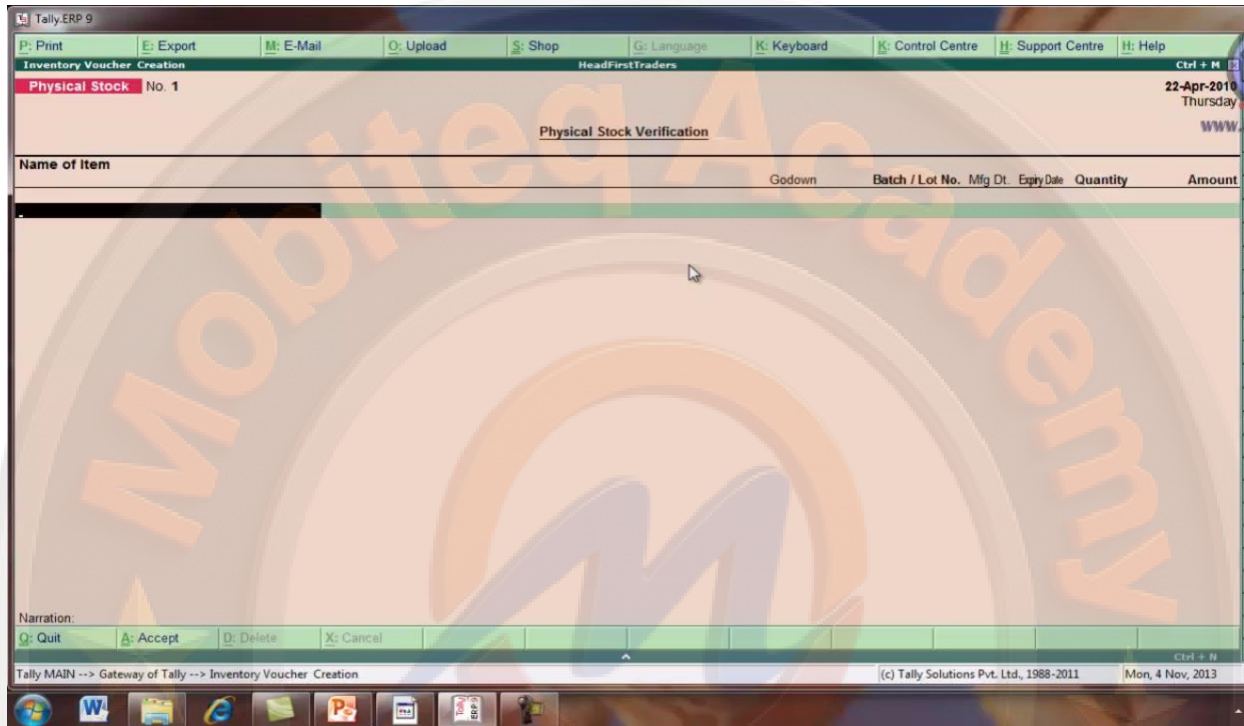 Tally.ERP 9
P: Print E: Export M: E-Mail O: Upload S: Shop G: Language K: Keyboard K: Control Centre H: Support Centre H: Help
Inventory Voucher Creation HeadFirstTraders Ctrl + M
Physical Stock No. 1 22-Apr-2010
Thursday
Physical Stock Verification www.
Name of Item
Godown Batch / Lot No. Mfg Dt. Expiry Date Quantity Amount
Mobiteq Academy
Narration:
Q: Quit A: Accept D: Delete X: Cancel
Ctrl + N
Tally MAIN --> Gateway of Tally --> Inventory Voucher Creation (c) Tally Solutions Pvt. Ltd., 1988-2011 Mon, 4 Nov, 2013